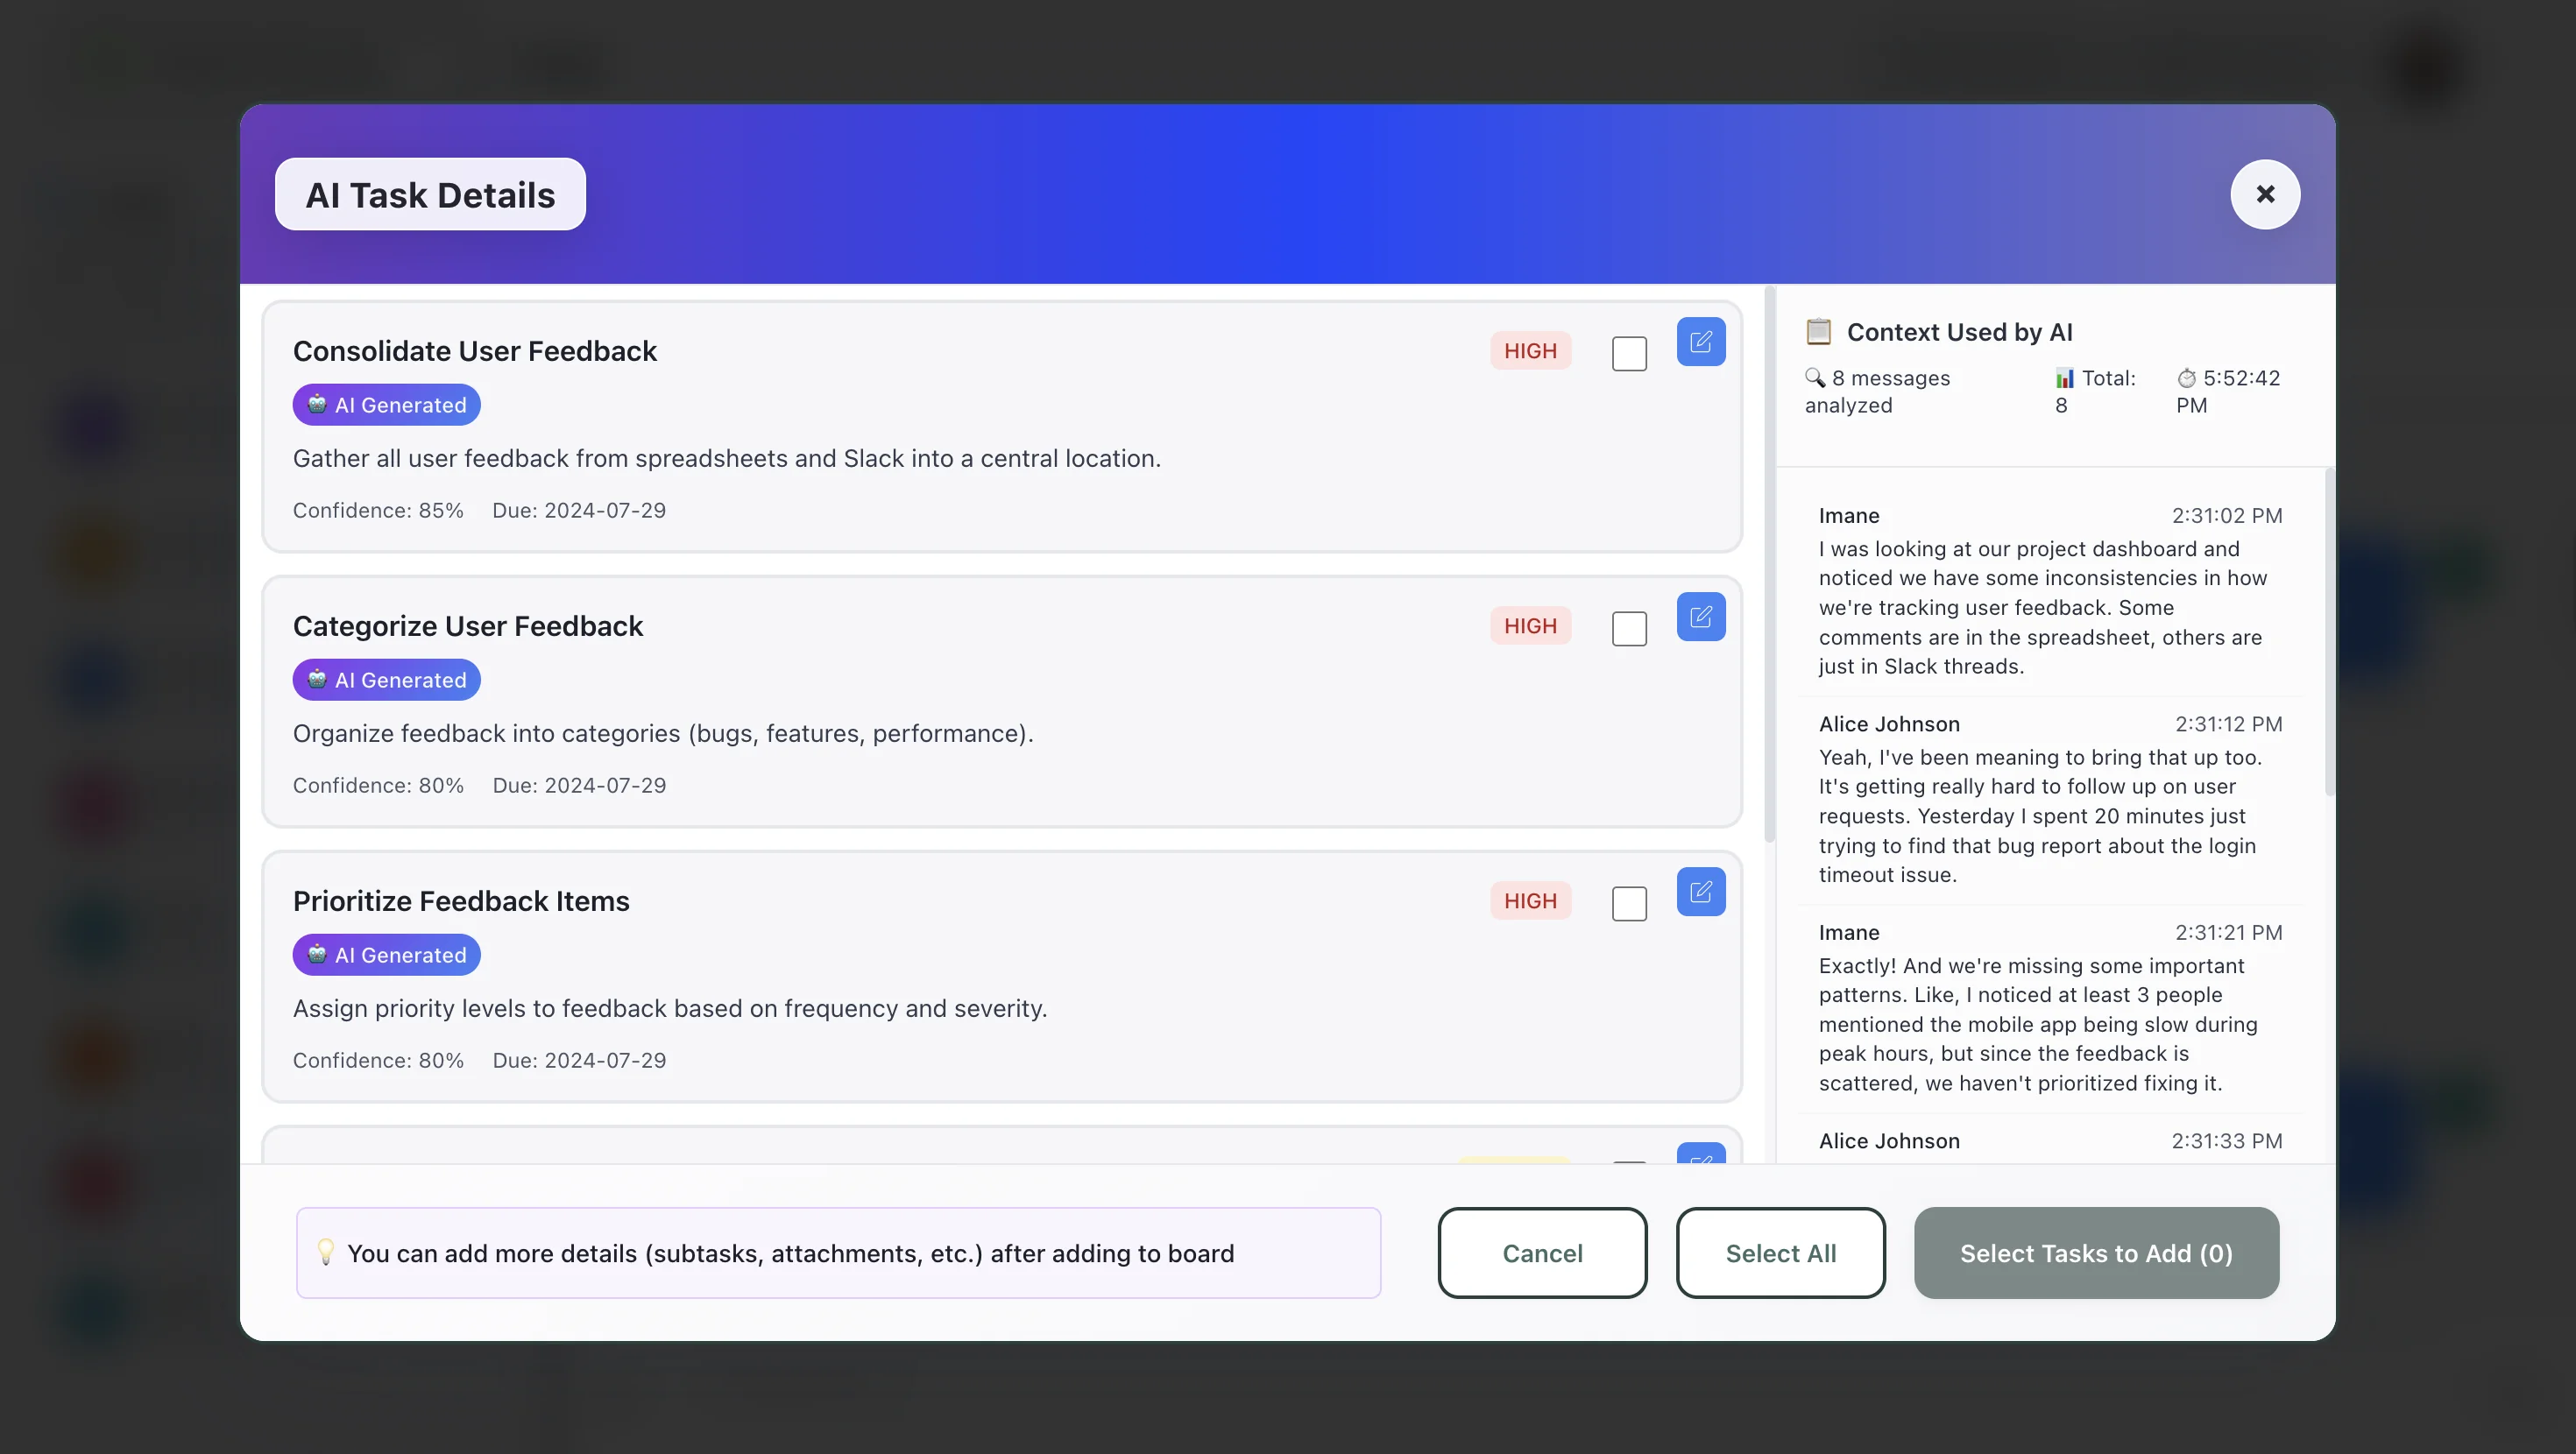 AI Task Details
Consolidate User Feedback
HIGH
AI Generated
Gather all user feedback from spreadsheets and Slack into a central location.
Confidence: 85% Due: 2024-07-29
Categorize User Feedback
HIGH
AI Generated
Organize feedback into categories (bugs, features, performance).
Confidence: 80% Due: 2024-07-29
Prioritize Feedback Items
HIGH
AI Generated
Assign priority levels to feedback based on frequency and severity.
Confidence: 80% Due: 2024-07-29
Context Used by AI
8 messages
analyzed
Total:
8
5:52:42
PM
Imane 2:31:02 PM
I was looking at our project dashboard and
noticed we have some inconsistencies in how
we're tracking user feedback. Some
comments are in the spreadsheet, others are
just in Slack threads.
Alice Johnson 2:31:12 PM
Yeah, I've been meaning to bring that up too.
It's getting really hard to follow up on user
requests. Yesterday I spent 20 minutes just
trying to find that bug report about the login
timeout issue.
Imane 2:31:21 PM
Exactly! And we're missing some important
patterns. Like, I noticed at least 3 people
mentioned the mobile app being slow during
peak hours, but since the feedback is
scattered, we haven't prioritized fixing it.
Alice Johnson 2:31:33 PM
You can add more details (subtasks, attachments, etc.) after adding to board
Cancel
Select All
Select Tasks to Add (0)